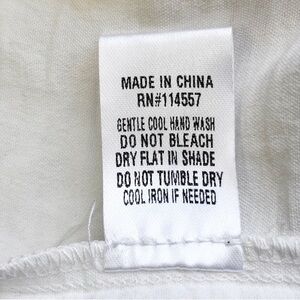 MADE IN CHINA
RN#114557
GENTLE COOL HAND WASH
DO NOT BLEACH
DRY FLAT IN SHADE
DO NOT TUMBLE DRY
COOL IRON IF NEEDED